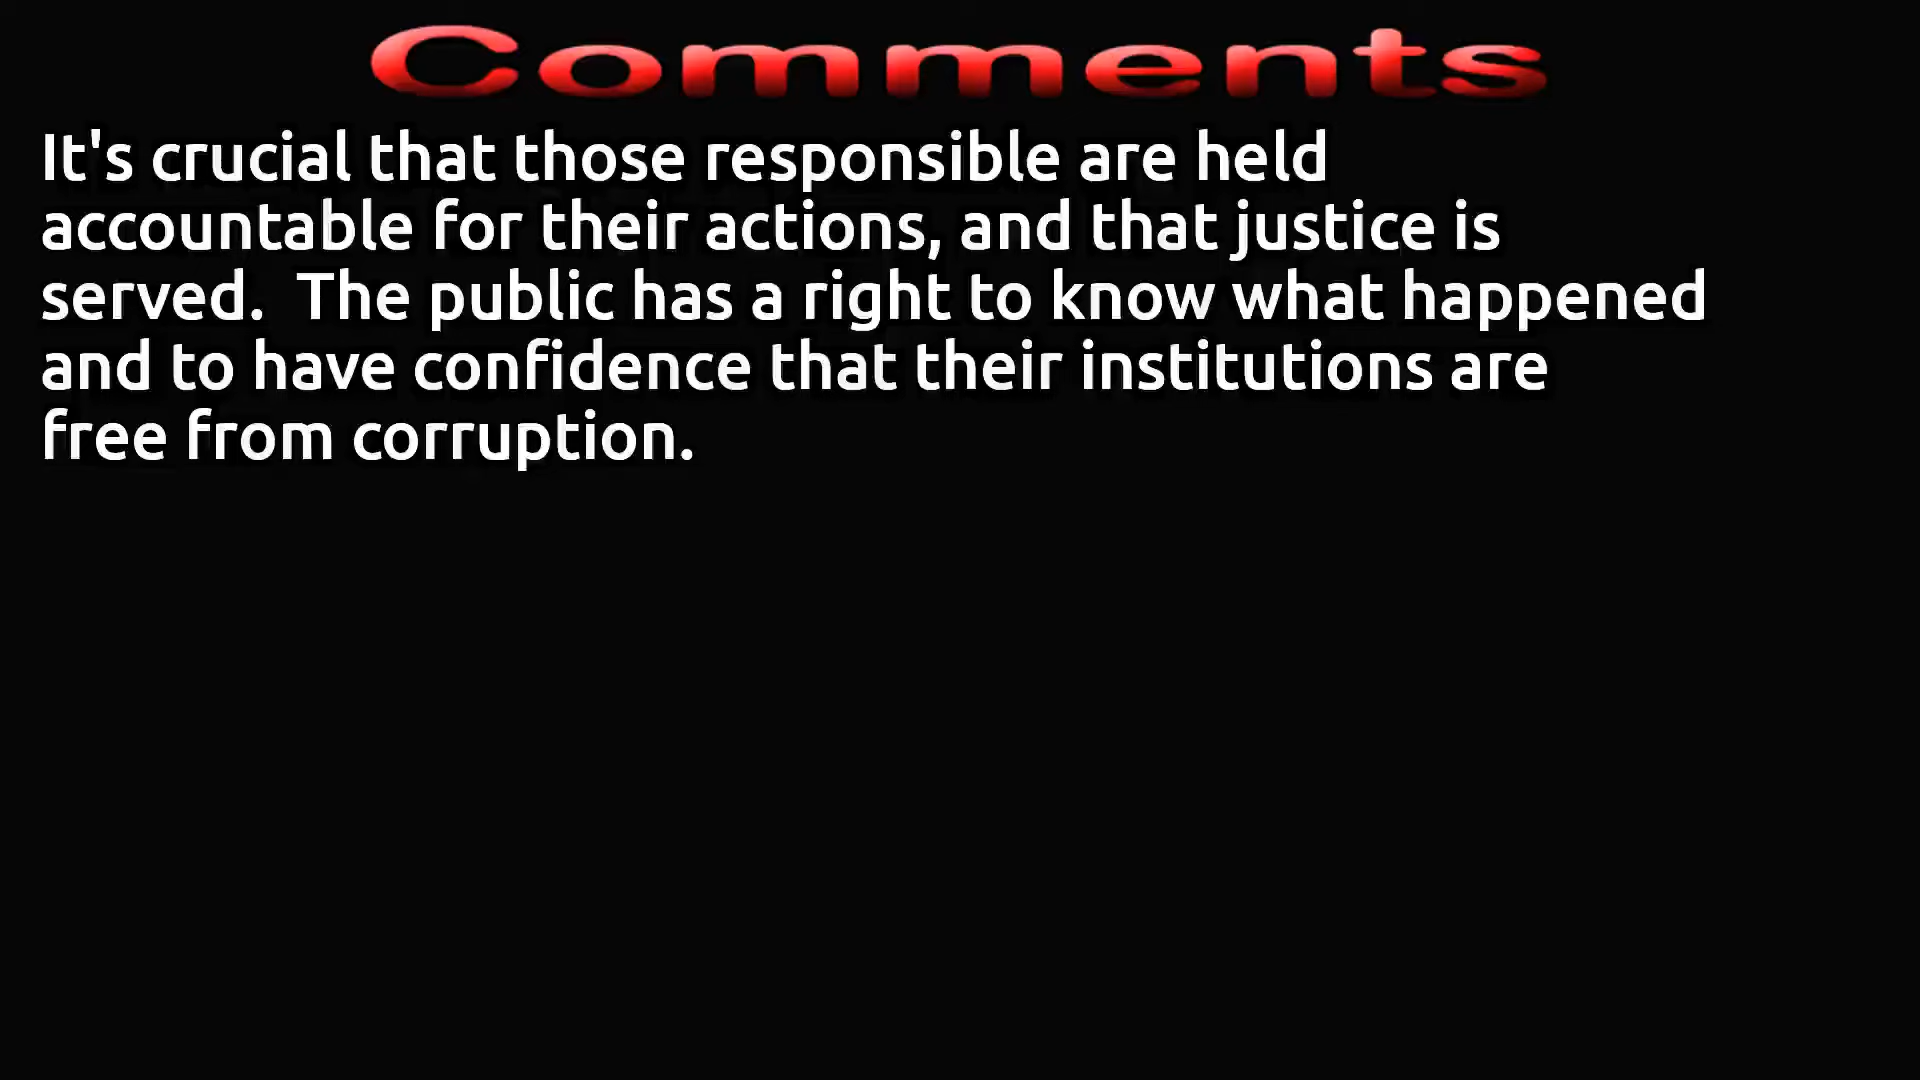 Comments
It's crucial that those responsible are held
accountable for their actions, and that justice is
served.  The public has a right to know what happened
and to have confidence that their institutions are
free from corruption.